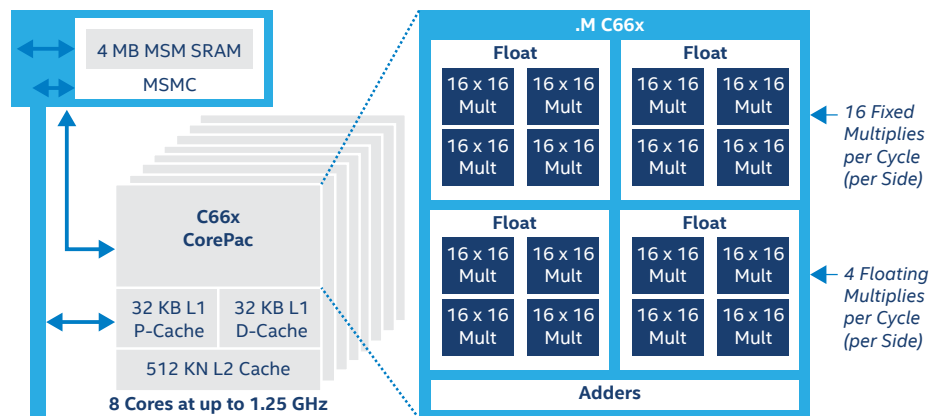 4 MB MSM SRAM
MSMC
C66x
CorePac
32 KB L1
P-Cache
32 KB L1
D-Cache
512 KN L2 Cache
8 Cores at up to 1.25 GHz
.M C66x
Float
16 x 16
Mult
16 x 16
Mult
16 x 16
Mult
16 x 16
Mult
Float
16 x 16
Mult
16 x 16
Mult
16 x 16
Mult
16 x 16
Mult
Float
16 x 16
Mult
16 x 16
Mult
16 x 16
Mult
16 x 16
Mult
Float
16 x 16
Mult
16 x 16
Mult
16 x 16
Mult
16 x 16
Mult
Adders
16 Fixed
Multiplies
per Cycle
(per Side)
4 Floating
Multiplies
per Cycle
(per Side)